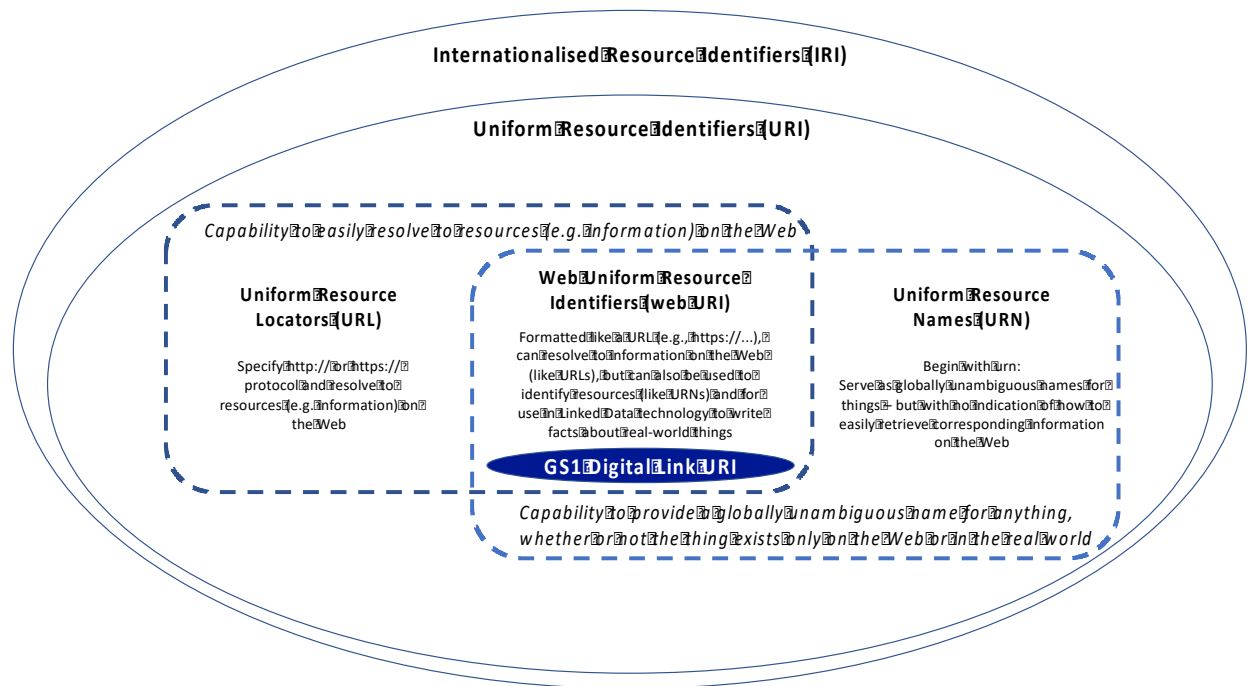 Internationalised Resource Identifiers (IRI)
Uniform Resource Identifiers (URI)
Capability to easily resolve to resources (e.g. information) on the Web
Uniform Resource
Locators (URL)
Specify http:// or https://
protocol and resolve to
resources (e.g. information) on
the Web
Web Uniform Resource
Identifiers (web URI)
Formatted like a URL (e.g., https://...),
can resolve to information on the Web
(like URLs), but can also be used to
identify resources (like URNs) and for
use in Linked Data technology to write
facts about real-world things
GS1 Digital Link URI
Uniform Resource
Names (URN)
Begin with urn:
Serve as globally unambiguous names for
things – but with no indication of how to
easily retrieve corresponding information
on the Web
Capability to provide a globally unambiguous name for anything,
whether or not the thing exists only on the Web or in the real world